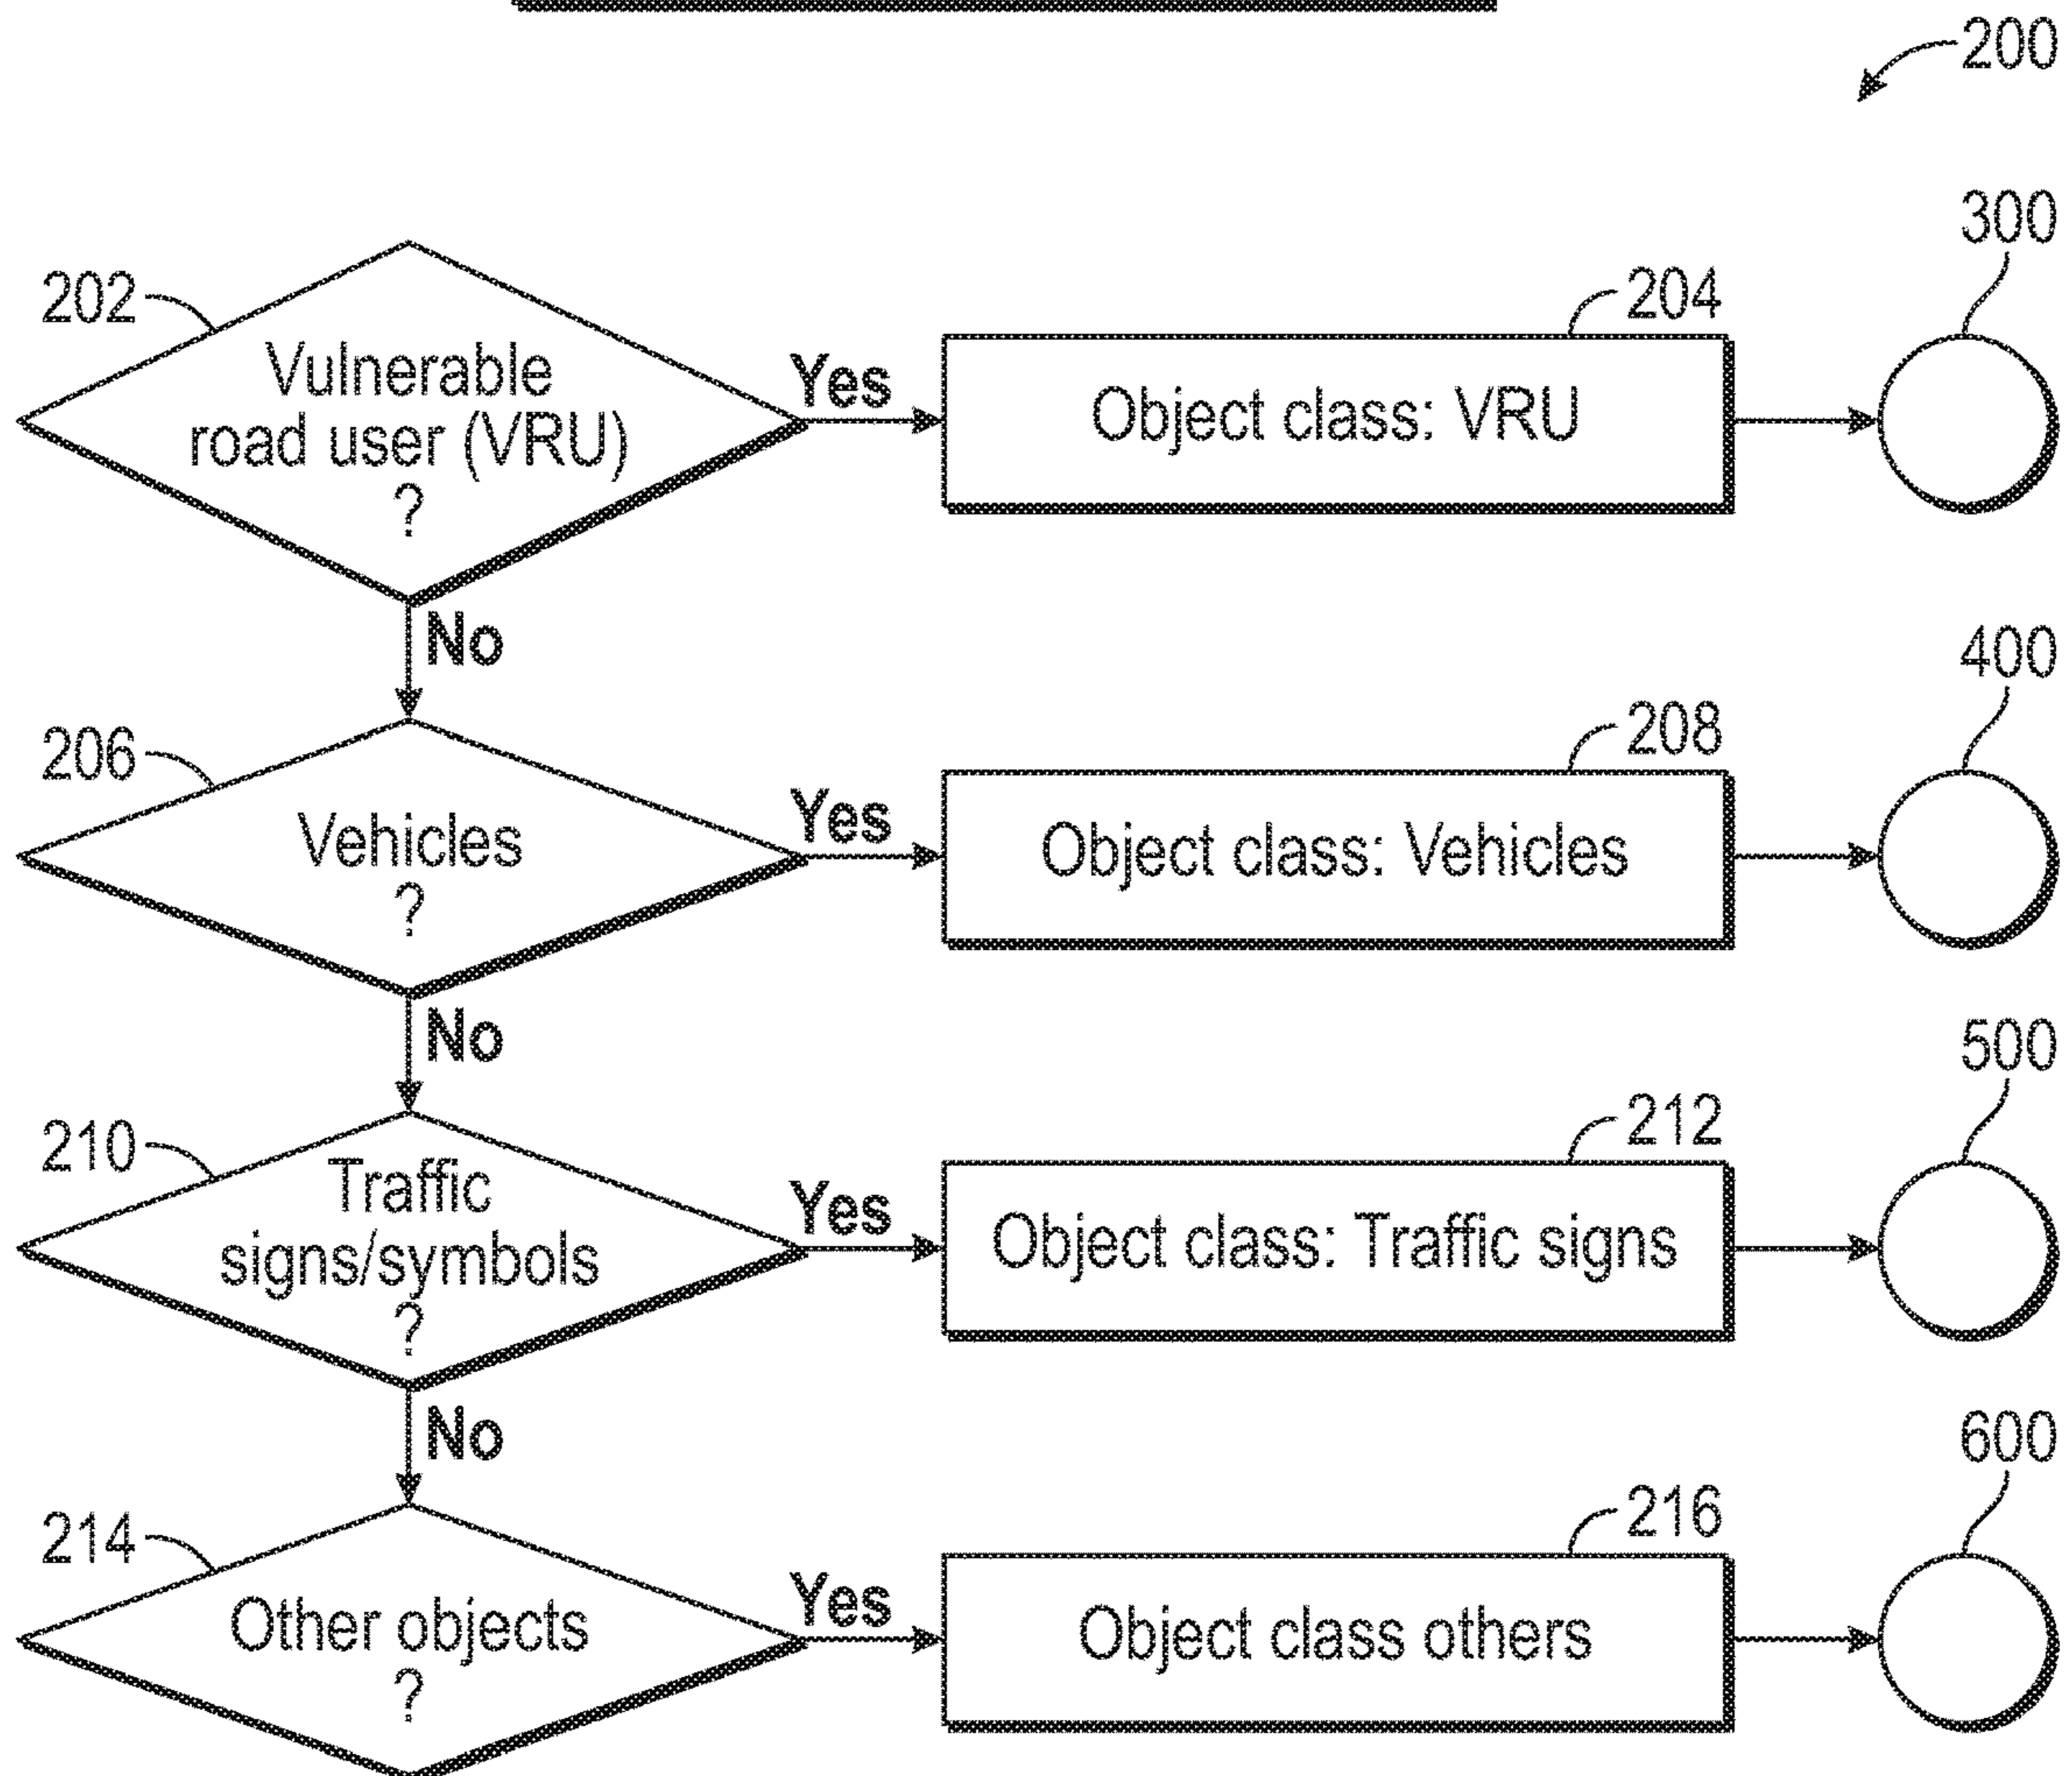 200
300
202
204
Vulnerable
road user (VRU)
?
Yes
Object class: VRU
No
400
206
208
Vehicles
?
Yes
Object class: Vehicles
No
500
210
212
Traffic
signs/symbols
?
Yes
Object class: Traffic signs
No
600
214
216
Other objects
?
Yes
Object class others